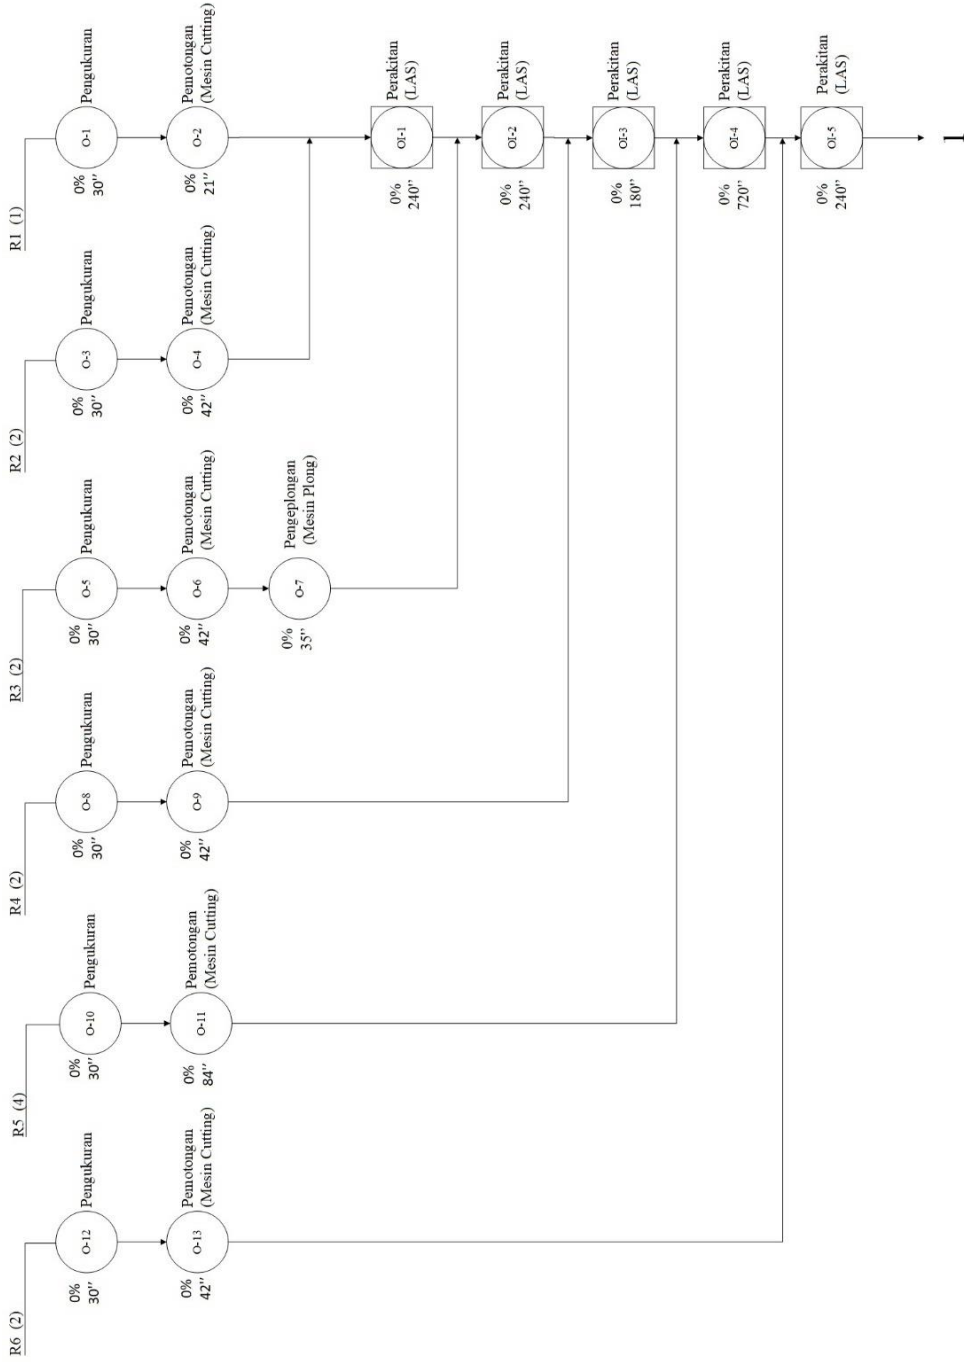 R6 (2)
0%
30"
O-12
Pengukuran
0%
42"
O-13
Pemotongan
(Mesin Cutting)
R5 (4)
0%
30"
O-10
Pengukuran
0%
84"
O-11
Pemotongan
(Mesin Cutting)
R4 (2)
0%
30"
O-8
Pengukuran
0%
42"
O-9
Pemotongan
(Mesin Cutting)
R3 (2)
0%
30"
O-5
Pengukuran
0%
42"
O-6
Pemotongan
(Mesin Cutting)
0%
35"
O-7
Pengeplongan
(Mesin Plong)
R2 (2)
0%
30"
O-3
Pengukuran
0%
42"
O-4
Pemotongan
(Mesin Cutting)
R1 (1)
0%
30"
O-1
Pengukuran
0%
21"
O-2
Pemotongan
(Mesin Cutting)
0%
240"
OI-1
Perakitan
(LAS)
0%
240"
OI-2
Perakitan
(LAS)
0%
180"
OI-3
Perakitan
(LAS)
0%
720"
OI-4
Perakitan
(LAS)
0%
240"
OI-5
Perakitan
(LAS)
1